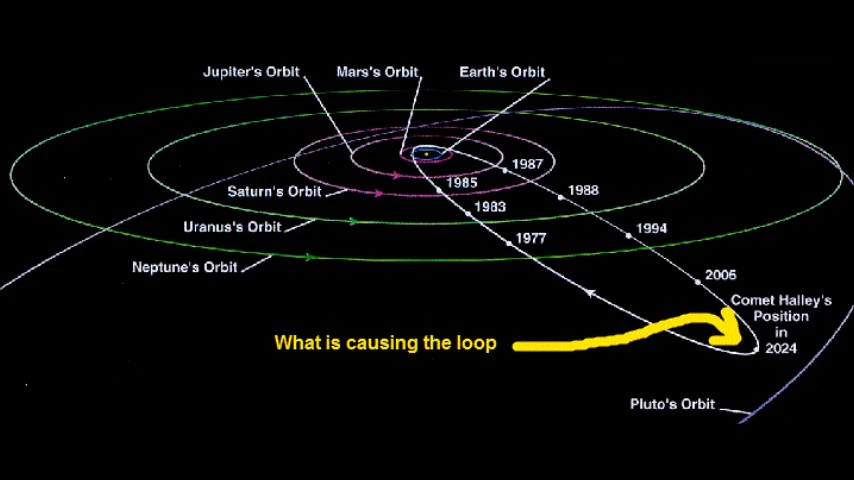 Jupiter's Orbit
Mars's Orbit
Earth's Orbit
1987
1985
Saturn's Orbit
1988
1983
Uranus's Orbit
1994
1977
Neptune's Orbit
2005
Comet Halley's
Position
in
2024
What is causing the loop
Pluto's Orbit